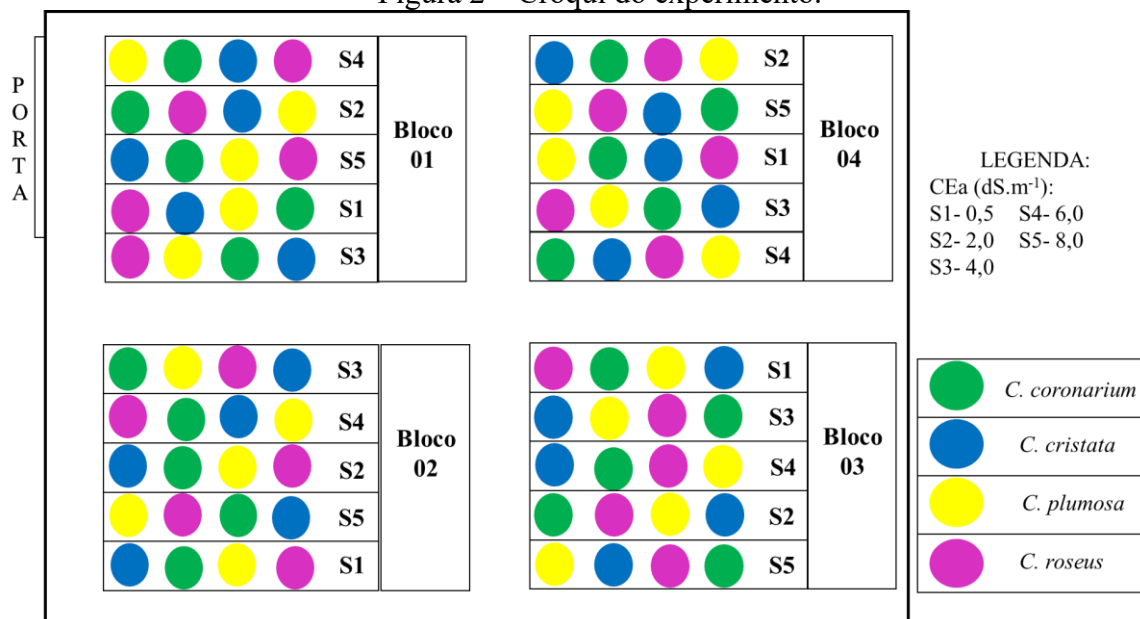 Figura 2 – Croqui do experimento.
PORTA
S4
S2
S5
S1
S3
Bloco
01
S2
S5
S1
S3
S4
Bloco
04
LEGENDA:
CEa (dS.m⁻¹):
S1- 0,5 S4- 6,0
S2- 2,0 S5- 8,0
S3- 4,0
S3
S4
S2
S5
S1
Bloco
02
S1
S3
S4
S2
S5
Bloco
03
C. coronarium
C. cristata
C. plumosa
C. roseus